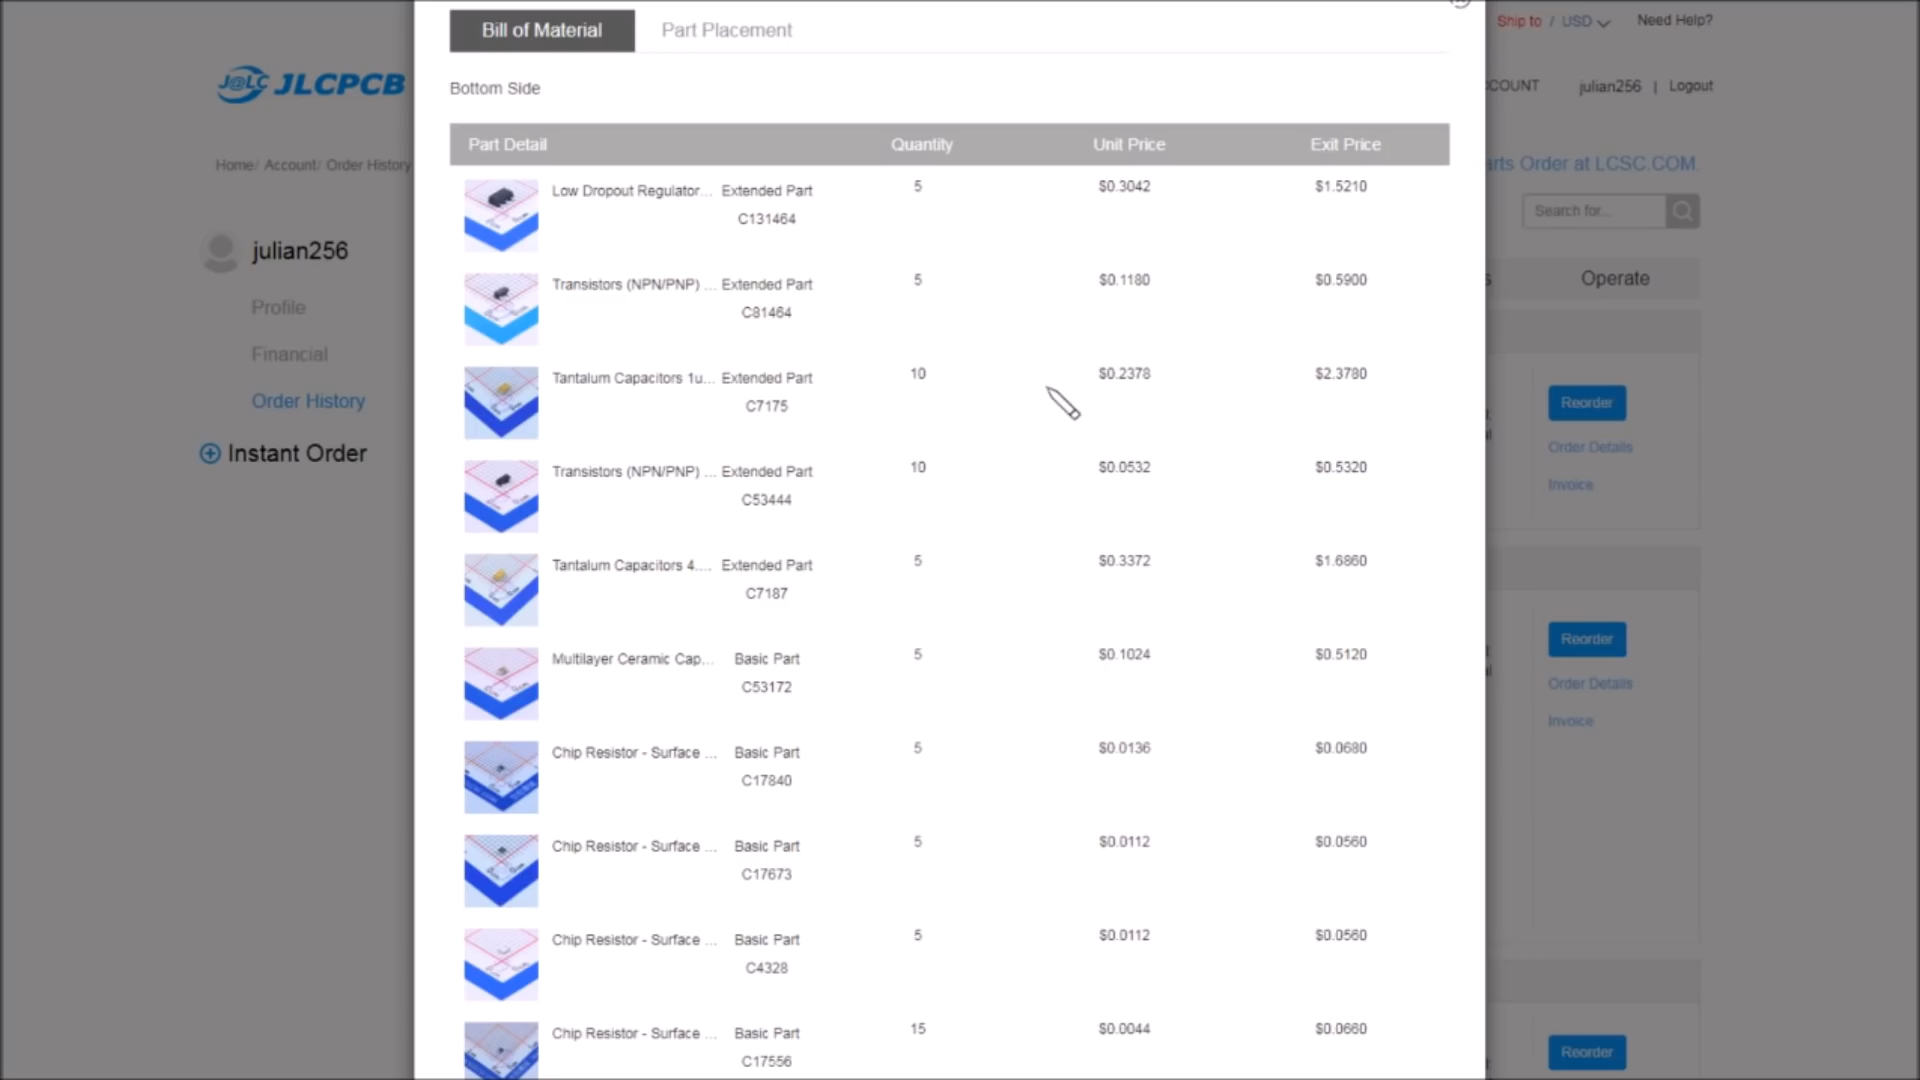 Bill of Material
Part Placement
Ship to / USD
Need Help?
J@LC JLCPCB
Bottom Side
COUNT
julian256 | Logout
Part Detail
Quantity
Unit Price
Exit Price
Home/ Account/ Order History
rts Order at LCSC.COM.
Low Dropout Regulator... Extended Part 5 $0.3042 $1.5210
C131464
Search for...
julian256
Operate
Transistors (NPN/PNP) ... Extended Part 5 $0.1180 $0.5900
C81464
Profile
Financial
Tantalum Capacitors 1u... Extended Part 10 $0.2378 $2.3780
C7175
Order History
Reorder
Order Details
Instant Order
Transistors (NPN/PNP) ... Extended Part 10 $0.0532 $0.5320
C53444
Invoice
Tantalum Capacitors 4.... Extended Part 5 $0.3372 $1.6860
C7187
Multilayer Ceramic Cap... Basic Part 5 $0.1024 $0.5120
C53172
Reorder
Order Details
Invoice
Chip Resistor - Surface ... Basic Part 5 $0.0136 $0.0680
C17840
Chip Resistor - Surface ... Basic Part 5 $0.0112 $0.0560
C17673
Chip Resistor - Surface ... Basic Part 5 $0.0112 $0.0560
C4328
Chip Resistor - Surface ... Basic Part 15 $0.0044 $0.0660
C17556
Reorder